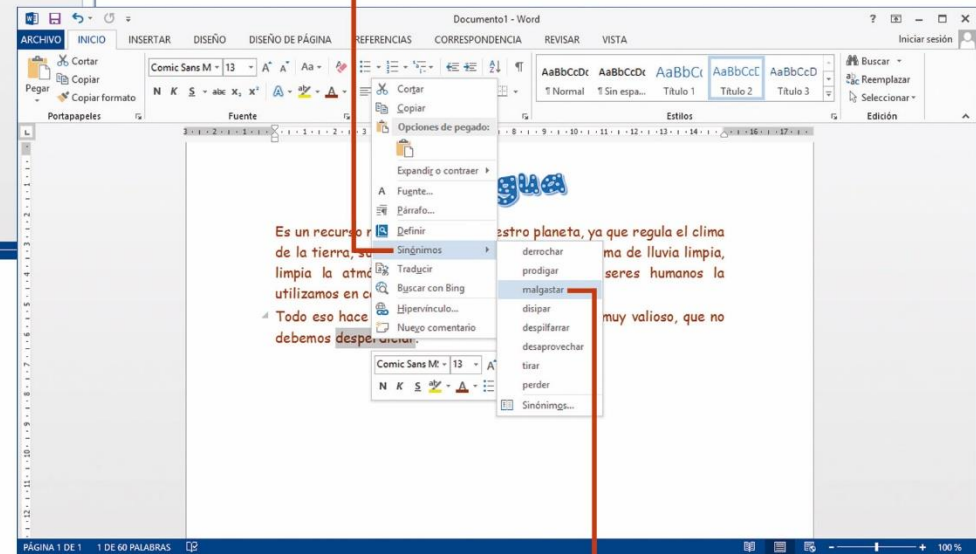 Documento1 - Word
ARCHIVO INICIO INSERTAR DISEÑO DISEÑO DE PÁGINA REFERENCIAS CORRESPONDENCIA REVISAR VISTA Iniciar sesión
Cortar
Copiar
Copiar formato
Pegar
Portapapeles
Comic Sans M 13
N K S abc X₂ X²
Fuente
AaBbCcDc AaBbCcDc AaBbC AaBbCcC AaBbCcD
¶ Normal ¶ Sin espa... Título 1 Título 2 Título 3
Estilos
Buscar
Reemplazar
Seleccionar
Edición
gua
Es un recurso
estro planeta, ya que regula el clima
de la tierra,
ma de lluvia limpia,
limpia la
seres humanos la
utilizamos en
Todo eso hace
muy valioso, que no
debemos desperdiciar.
Cortar
Copiar
Opciones de pegado:
Expandir o contraer
Fuente...
Párrafo...
Definir
Sinónimos
Traducir
Buscar con Bing
Hipervínculo...
Nuevo comentario
derrochar
prodigar
malgastar
disipar
despilfarrar
desaprovechar
tirar
perder
Sinónimos...
Comic Sans M 13
N K S
PÁGINA 1 DE 1 1 DE 60 PALABRAS 100 %